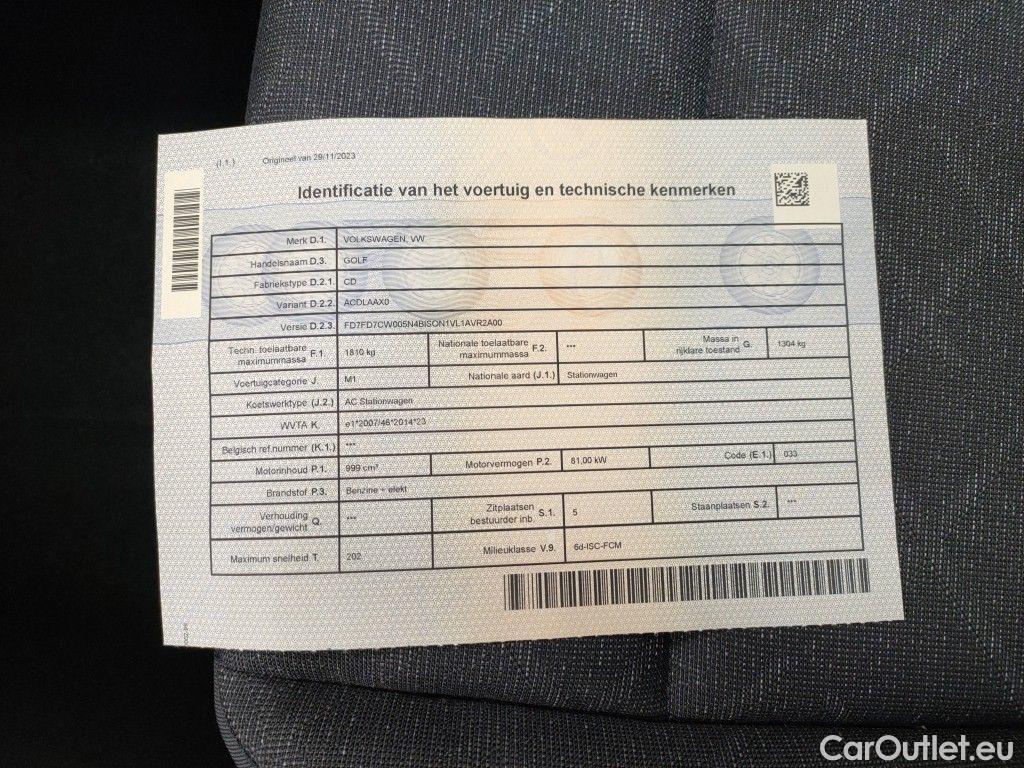 (I.1.) Origineel van 29/11/2023
Identificatie van het voertuig en technische kenmerken
Merk D.1. VOLKSWAGEN, VW
Handelsnaam D.3. GOLF
Fabriekstype D.2.1. CD
Variant D.2.2. ACDLAAX0
Versie D.2.3. FD7FD7CW005N4BISON1VL1AVR2A00
Techn. toelaatbare maximummassa F.1. 1810 kg Nationale toelaatbare maximummassa F.2. --- Massa in rijklare toestand G. 1304 kg
Voertuigcategorie J. M1 Nationale aard (J.1.) Stationwagen
Koetswerktype (J.2.) AC Stationwagen
WVTA K. e1*2007/46*2014*23
Belgisch ref.nummer (K.1.) ---
Motorinhoud P.1. 999 cm³ Motorvermogen P.2. 81,00 kW Code (E.1.) 033
Brandstof P.3. Benzine + elekt
Verhouding vermogen/gewicht Q. --- Zitplaatsen bestuurder inb. S.1. 5 Staanplaatsen S.2. ---
Maximum snelheid T. 202 Milieuklasse V.9. 6d-ISC-FCM
CarOutlet.eu